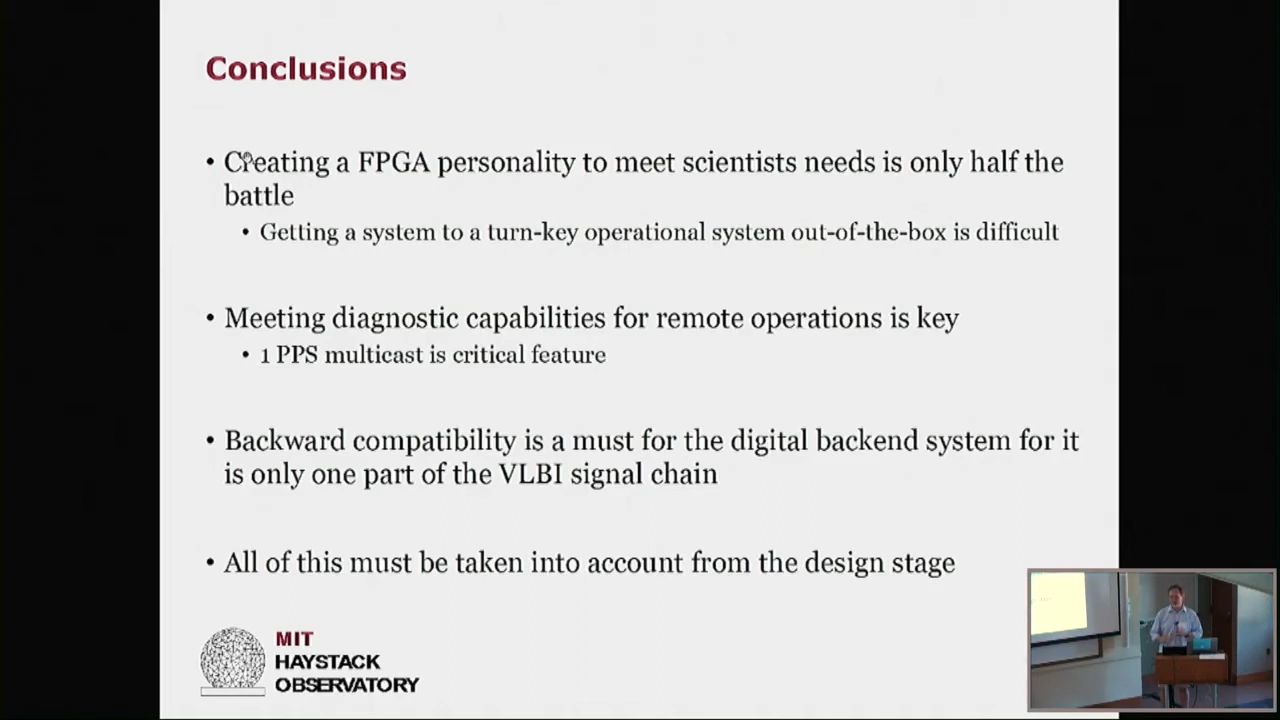 Conclusions
• Creating a FPGA personality to meet scientists needs is only half the
battle
• Getting a system to a turn-key operational system out-of-the-box is difficult
• Meeting diagnostic capabilities for remote operations is key
• 1 PPS multicast is critical feature
• Backward compatibility is a must for the digital backend system for it
is only one part of the VLBI signal chain
• All of this must be taken into account from the design stage
MIT
HAYSTACK
OBSERVATORY